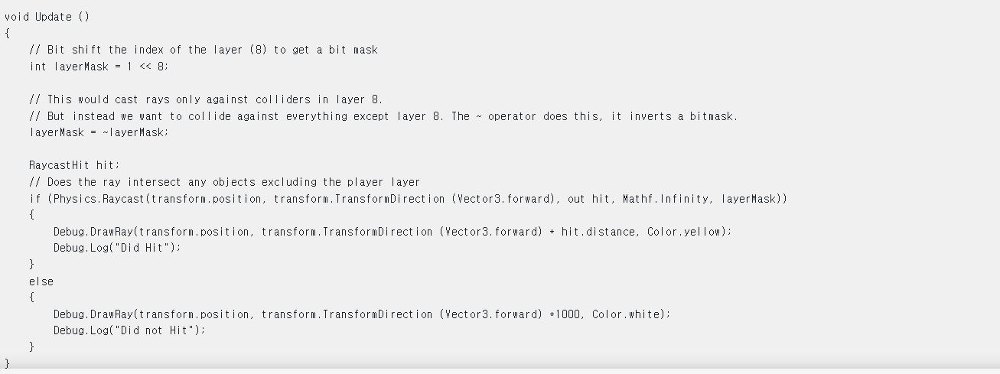 void Update ()
{
    // Bit shift the index of the layer (8) to get a bit mask
    int layerMask = 1 << 8;

    // This would cast rays only against colliders in layer 8.
    // But instead we want to collide against everything except layer 8. The ~ operator does this, it inverts a bitmask.
    layerMask = ~layerMask;

    RaycastHit hit;
    // Does the ray intersect any objects excluding the player layer
    if (Physics.Raycast(transform.position, transform.TransformDirection (Vector3.forward), out hit, Mathf.Infinity, layerMask))
    {
        Debug.DrawRay(transform.position, transform.TransformDirection (Vector3.forward) * hit.distance, Color.yellow);
        Debug.Log("Did Hit");
    }
    else
    {
        Debug.DrawRay(transform.position, transform.TransformDirection (Vector3.forward) *1000, Color.white);
        Debug.Log("Did not Hit");
    }
}